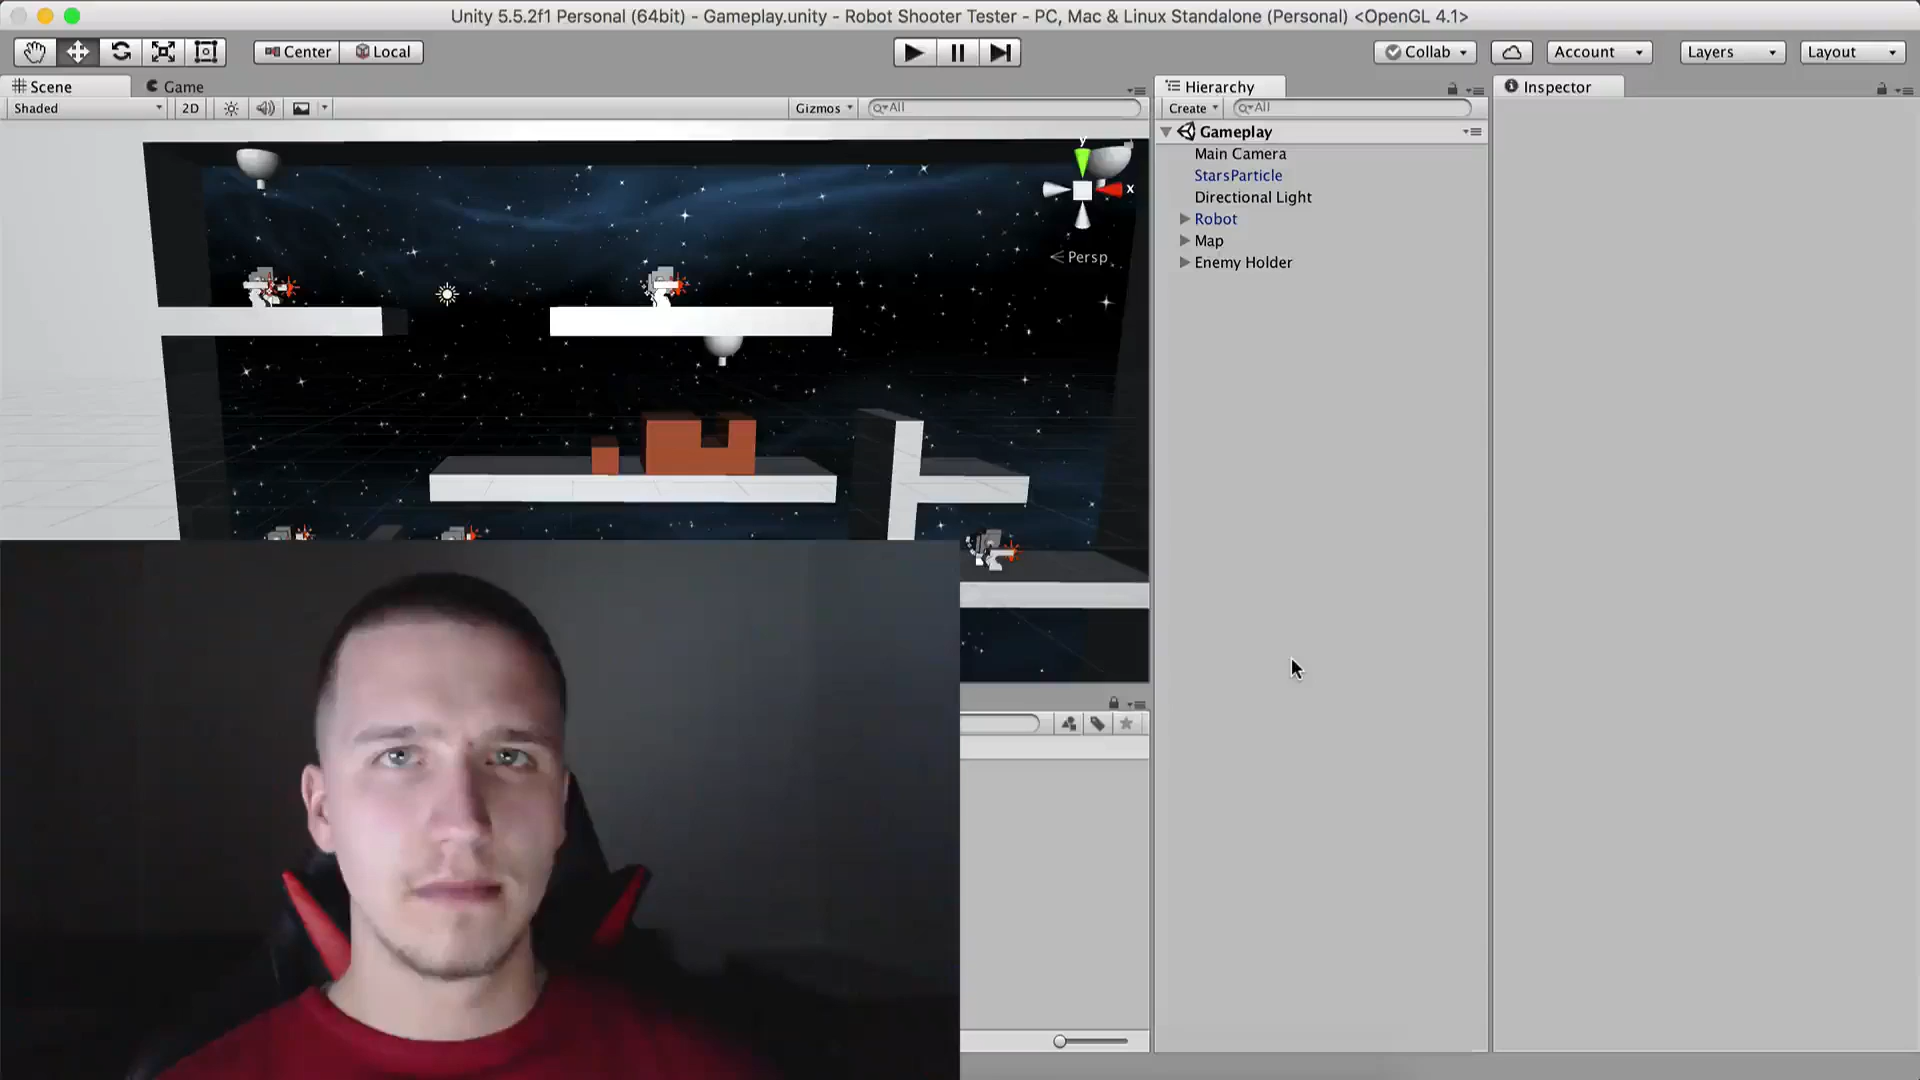 Unity 5.5.2f1 Personal (64bit) - Gameplay.unity - Robot Shooter Tester - PC, Mac & Linux Standalone (Personal) <OpenGL 4.1>
Center Local Collab Account Layers Layout
Scene Game Hierarchy Inspector
Shaded 2D Gizmos All Create All
Gameplay
Main Camera
StarsParticle
Directional Light
Robot
Map
Enemy Holder
y
x
Persp